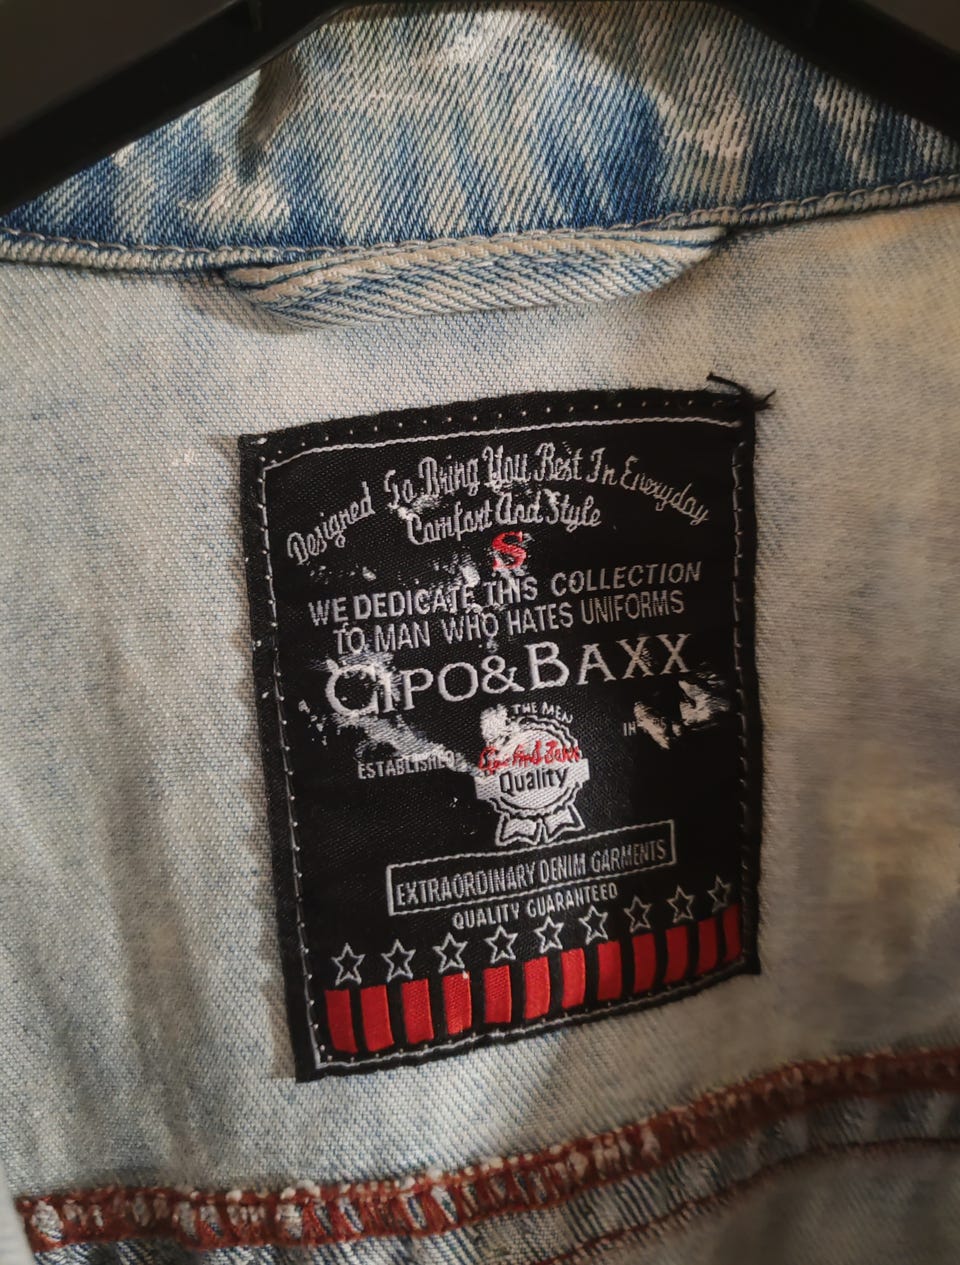 Designed To Bring You Best In Everyday
Comfort And Style
S
WE DEDICATE THIS COLLECTION
TO MAN WHO HATES UNIFORMS
CIPO&BAXX
THE MEN
ESTABLISHED
Quality
EXTRAORDINARY DENIM GARMENTS
QUALITY GUARANTEED